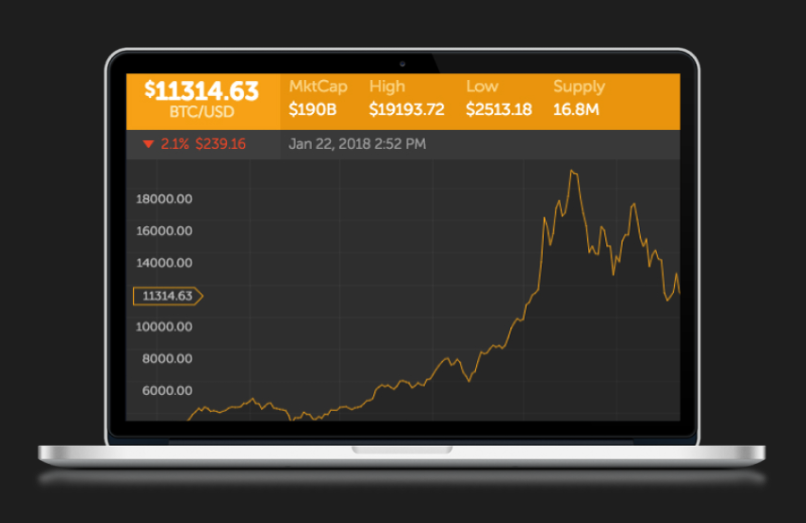 $11314.63
BTC/USD
MktCap High Low Supply
$190B $19193.72 $2513.18 16.8M
▼ 2.1% $239.16 Jan 22, 2018 2:52 PM
18000.00
16000.00
14000.00
11314.63
10000.00
8000.00
6000.00